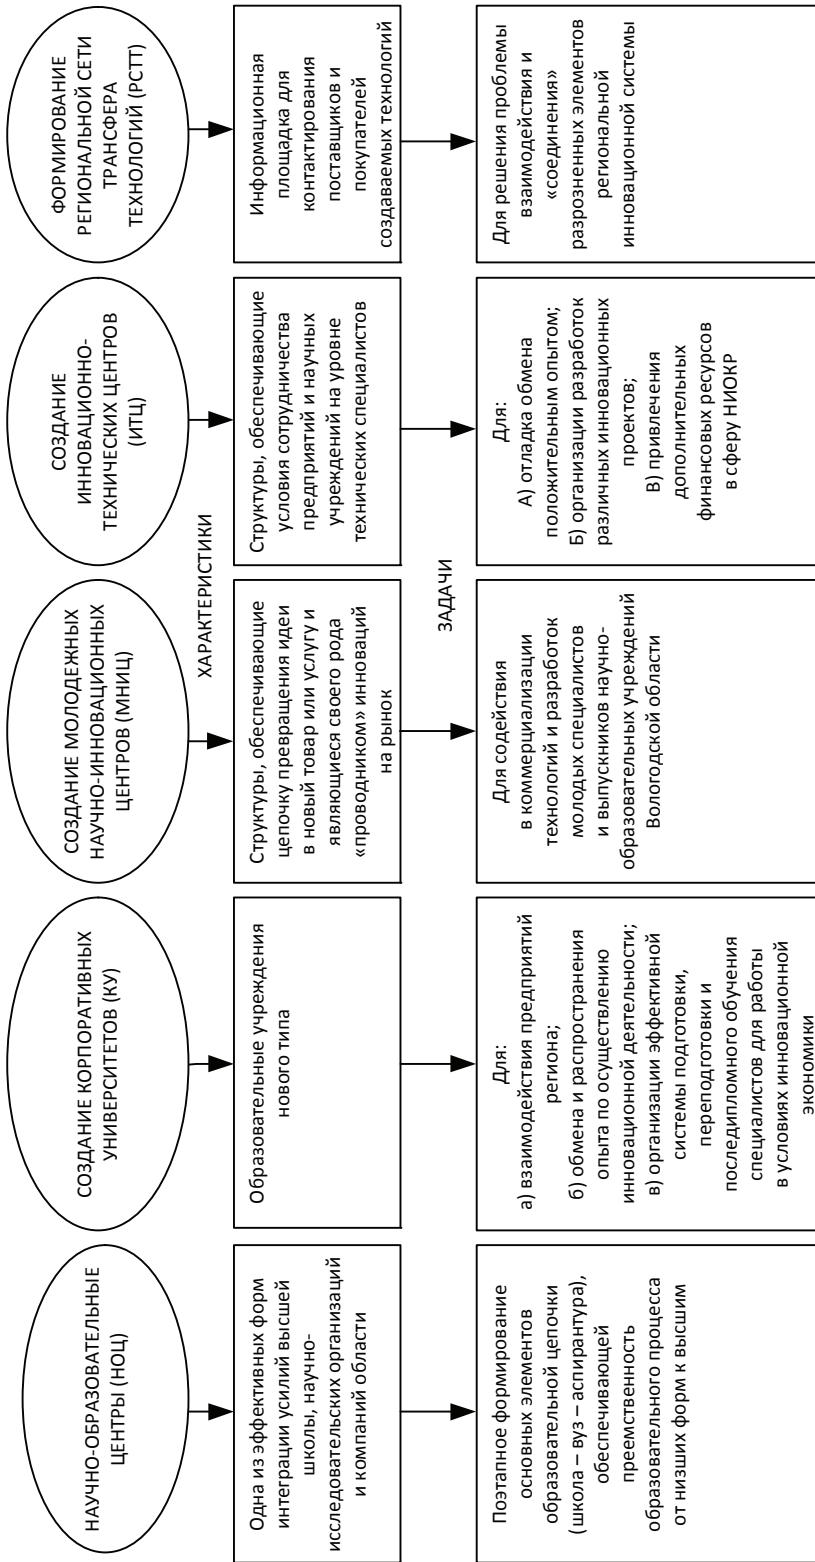 НАУЧНО-ОБРАЗОВАТЕЛЬНЫЕ
ЦЕНТРЫ (НОЦ)
СОЗДАНИЕ КОРПОРАТИВНЫХ
УНИВЕРСИТЕТОВ (КУ)
СОЗДАНИЕ МОЛОДЕЖНЫХ
НАУЧНО-ИННОВАЦИОННЫХ
ЦЕНТРОВ (МНИЦ)
СОЗДАНИЕ
ИННОВАЦИОННО-
ТЕХНИЧЕСКИХ ЦЕНТРОВ
(ИТЦ)
ФОРМИРОВАНИЕ
РЕГИОНАЛЬНОЙ СЕТИ
ТРАНСФЕРА
ТЕХНОЛОГИЙ (РСТТ)
ХАРАКТЕРИСТИКИ
Одна из эффективных форм
интеграции усилий высшей
школы, научно-
исследовательских организаций
и компаний области
Образовательные учреждения
нового типа
Структуры, обеспечивающие
цепочку превращения идеи
в новый товар или услугу и
являющиеся своего рода
«проводником» инноваций
на рынок
Структуры, обеспечивающие
условия сотрудничества
предприятий и научных
учреждений на уровне
технических специалистов
Информационная
площадка для
контактирования
поставщиков и
покупателей
создаваемых технологий
ЗАДАЧИ
Поэтапное формирование
основных элементов
образовательной цепочки
(школа – вуз – аспирантура),
обеспечивающей
преемственность
образовательного процесса
от низших форм к высшим
Для:
а) взаимодействия предприятий
региона;
б) обмена и распространения
опыта по осуществлению
инновационной деятельности;
в) организации эффективной
системы подготовки,
переподготовки и
последипломного обучения
специалистов для работы
в условиях инновационной
экономики
Для содействия
в коммерциализации
технологий и разработок
молодых специалистов
и выпускников научно-
образовательных учреждений
Вологодской области
Для:
А) отладка обмена
положительным опытом;
Б) организации разработок
различных инновационных
проектов;
В) привлечения
дополнительных
финансовых ресурсов
в сферу НИОКР
Для решения проблемы
взаимодействия и
«соединения»
разрозненных элементов
региональной
инновационной системы